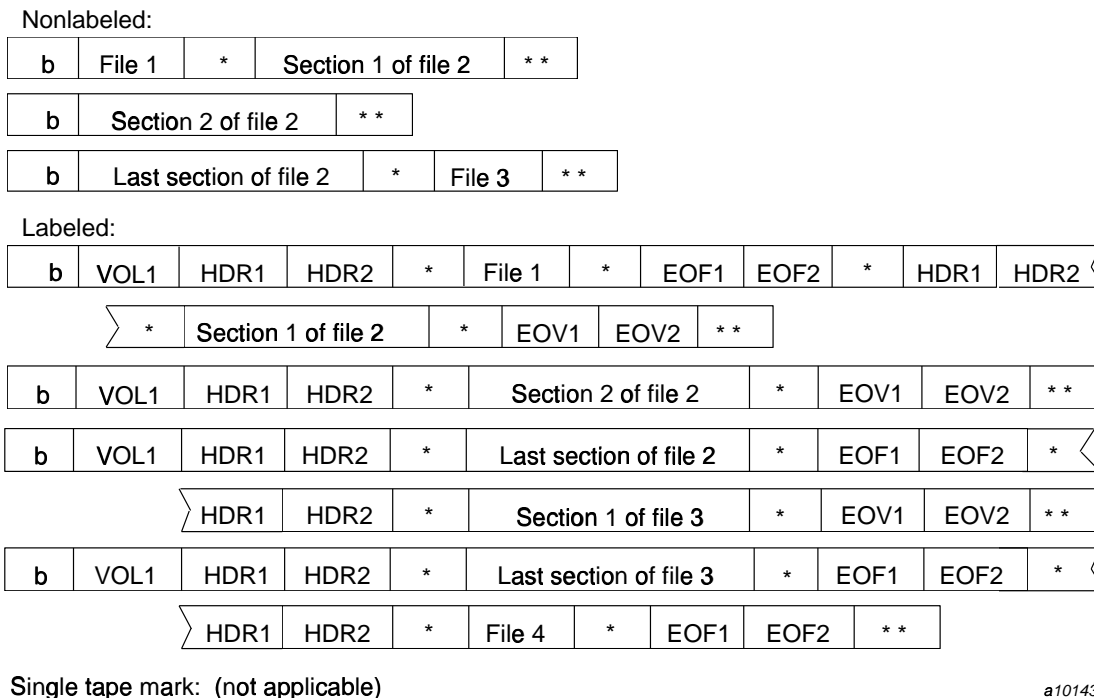 Nonlabeled:
b File 1 * Section 1 of file 2 * *
b Section 2 of file 2 * *
b Last section of file 2 * File 3 * *
Labeled:
b VOL1 HDR1 HDR2 * File 1 * EOF1 EOF2 * HDR1 HDR2
* Section 1 of file 2 * EOV1 EOV2 * *
b VOL1 HDR1 HDR2 * Section 2 of file 2 * EOV1 EOV2 * *
b VOL1 HDR1 HDR2 * Last section of file 2 * EOF1 EOF2 *
HDR1 HDR2 * Section 1 of file 3 * EOV1 EOV2 * *
b VOL1 HDR1 HDR2 * Last section of file 3 * EOF1 EOF2 *
HDR1 HDR2 * File 4 * EOF1 EOF2 * *
Single tape mark: (not applicable)
a10143